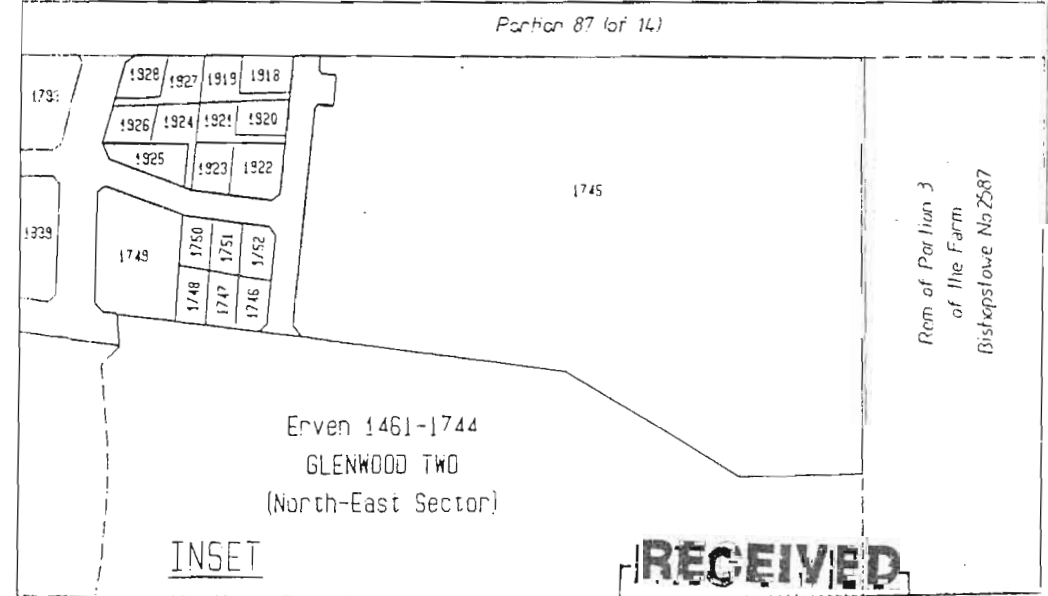 Portion 87 (of 14)
1928
1927
1919
1918
1793
1926
1924
1921
1920
1925
1923
1922
1745
1939
1749
1750
1751
1752
1748
1747
1746
Rem of Portion 3
of the Farm
Bishopstowe No 2587
Erven 1461-1744
GLENWOOD TWO
(North-East Sector)
INSET
RECEIVED